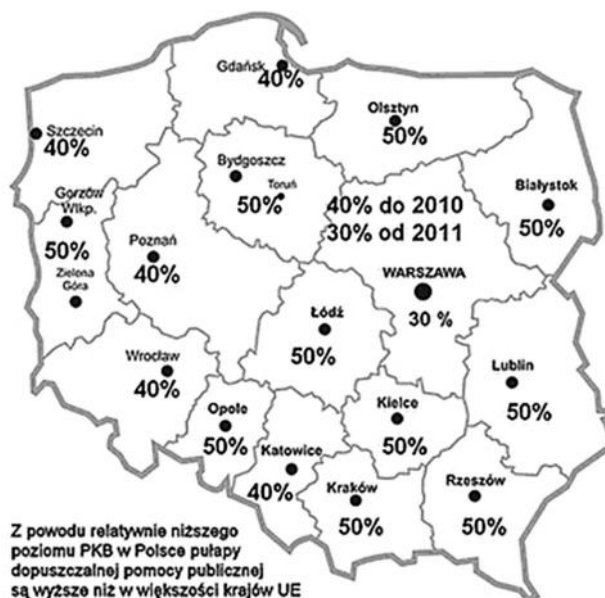 Gdańsk
40%
Olsztyn
50%
Szczecin
40%
Bydgoszcz
Toruń
50%
40% do 2010
30% od 2011
Białystok
50%
Gorzów
Wlkp.
50%
Zielona
Góra
Poznań
40%
WARSZAWA
30 %
Łódź
50%
Wrocław
40%
Lublin
50%
Opole
50%
Kielce
50%
Katowice
40%
Kraków
50%
Rzeszów
50%
Z powodu relatywnie niższego
poziomu PKB w Polsce pułapy
dopuszczalnej pomocy publicznej
są wyższe niż w większości krajów UE